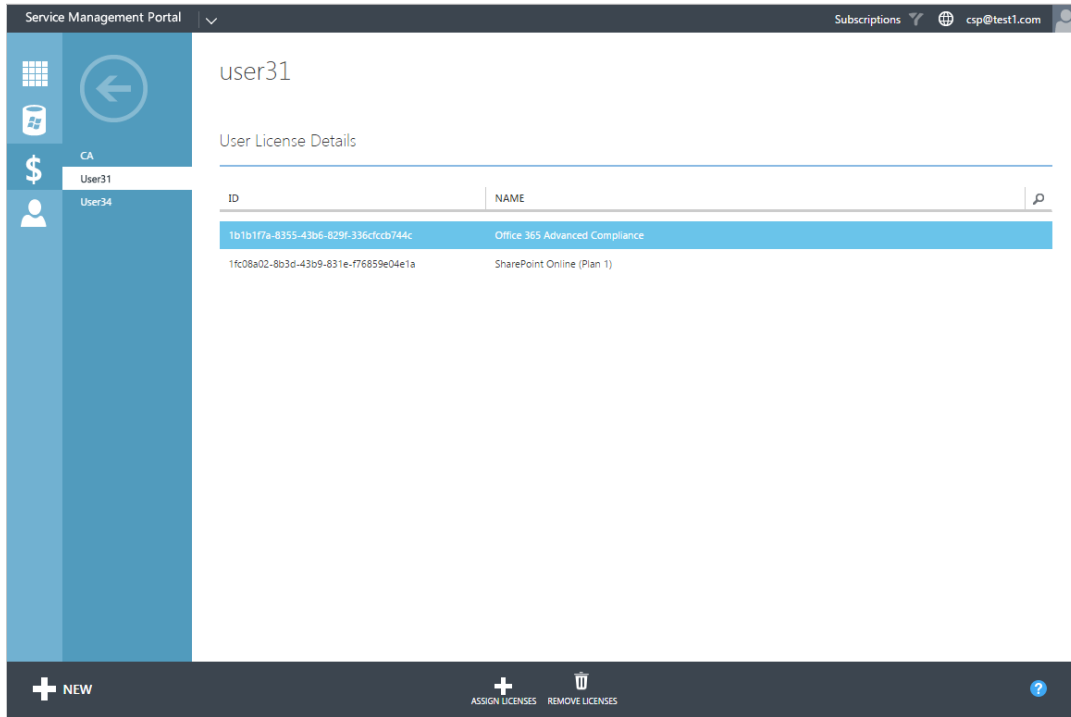 Service Management Portal
Subscriptions csp@test1.com
$
CA
User31
User34
user31
User License Details
ID NAME
1b1b1f7a-8355-43b6-829f-336cfccb744c Office 365 Advanced Compliance
1fc08a02-8b3d-43b9-831e-f76859e04e1a SharePoint Online (Plan 1)
NEW
ASSIGN LICENSES REMOVE LICENSES
?